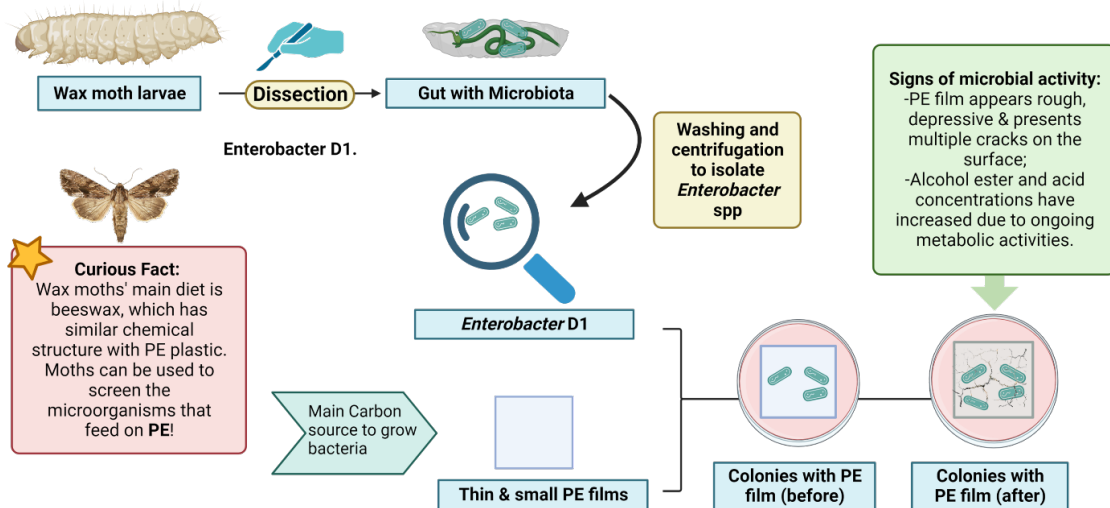 Wax moth larvae
Dissection
Gut with Microbiota
Enterobacter D1.
Washing and
centrifugation
to isolate
Enterobacter
spp
Signs of microbial activity:
-PE film appears rough,
depressive & presents
multiple cracks on the
surface;
-Alcohol ester and acid
concentrations have
increased due to ongoing
metabolic activities.
Curious Fact:
Wax moths' main diet is
beeswax, which has
similar chemical
structure with PE plastic.
Moths can be used to
screen the
microorganisms that
feed on PE!
Enterobacter D1
Main Carbon
source to grow
bacteria
Thin & small PE films
Colonies with PE
film (before)
Colonies with
PE film (after)